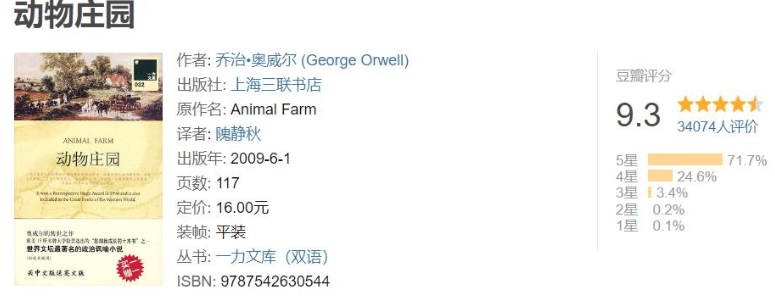 动物庄园
032
ANIMAL FARM
动物庄园
It won a Retrospective Hugo Award in 1996 and is also
included in the Great Books of the Western World.
奥威尔的传世之作
世界文坛最著名的政治讽喻小说
英中文版
作者: 乔治•奥威尔 (George Orwell)
出版社: 上海三联书店
原作名: Animal Farm
译者: 隗静秋
出版年: 2009-6-1
页数: 117
定价: 16.00元
装帧: 平装
丛书: 一力文库（双语）
ISBN: 9787542630544
豆瓣评分
9.3
34074人评价
5星 71.7%
4星 24.6%
3星 3.4%
2星 0.2%
1星 0.1%